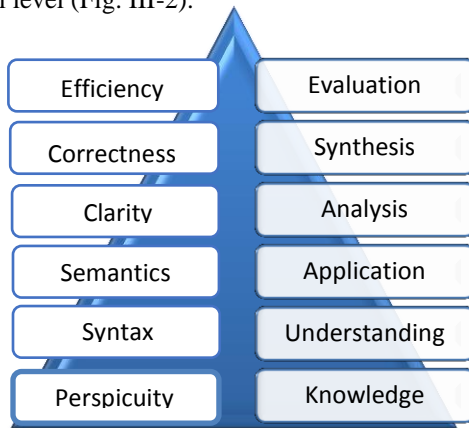 level (Fig. III-2).
Efficiency Evaluation
Correctness Synthesis
Clarity Analysis
Semantics Application
Syntax Understanding
Perspicuity Knowledge